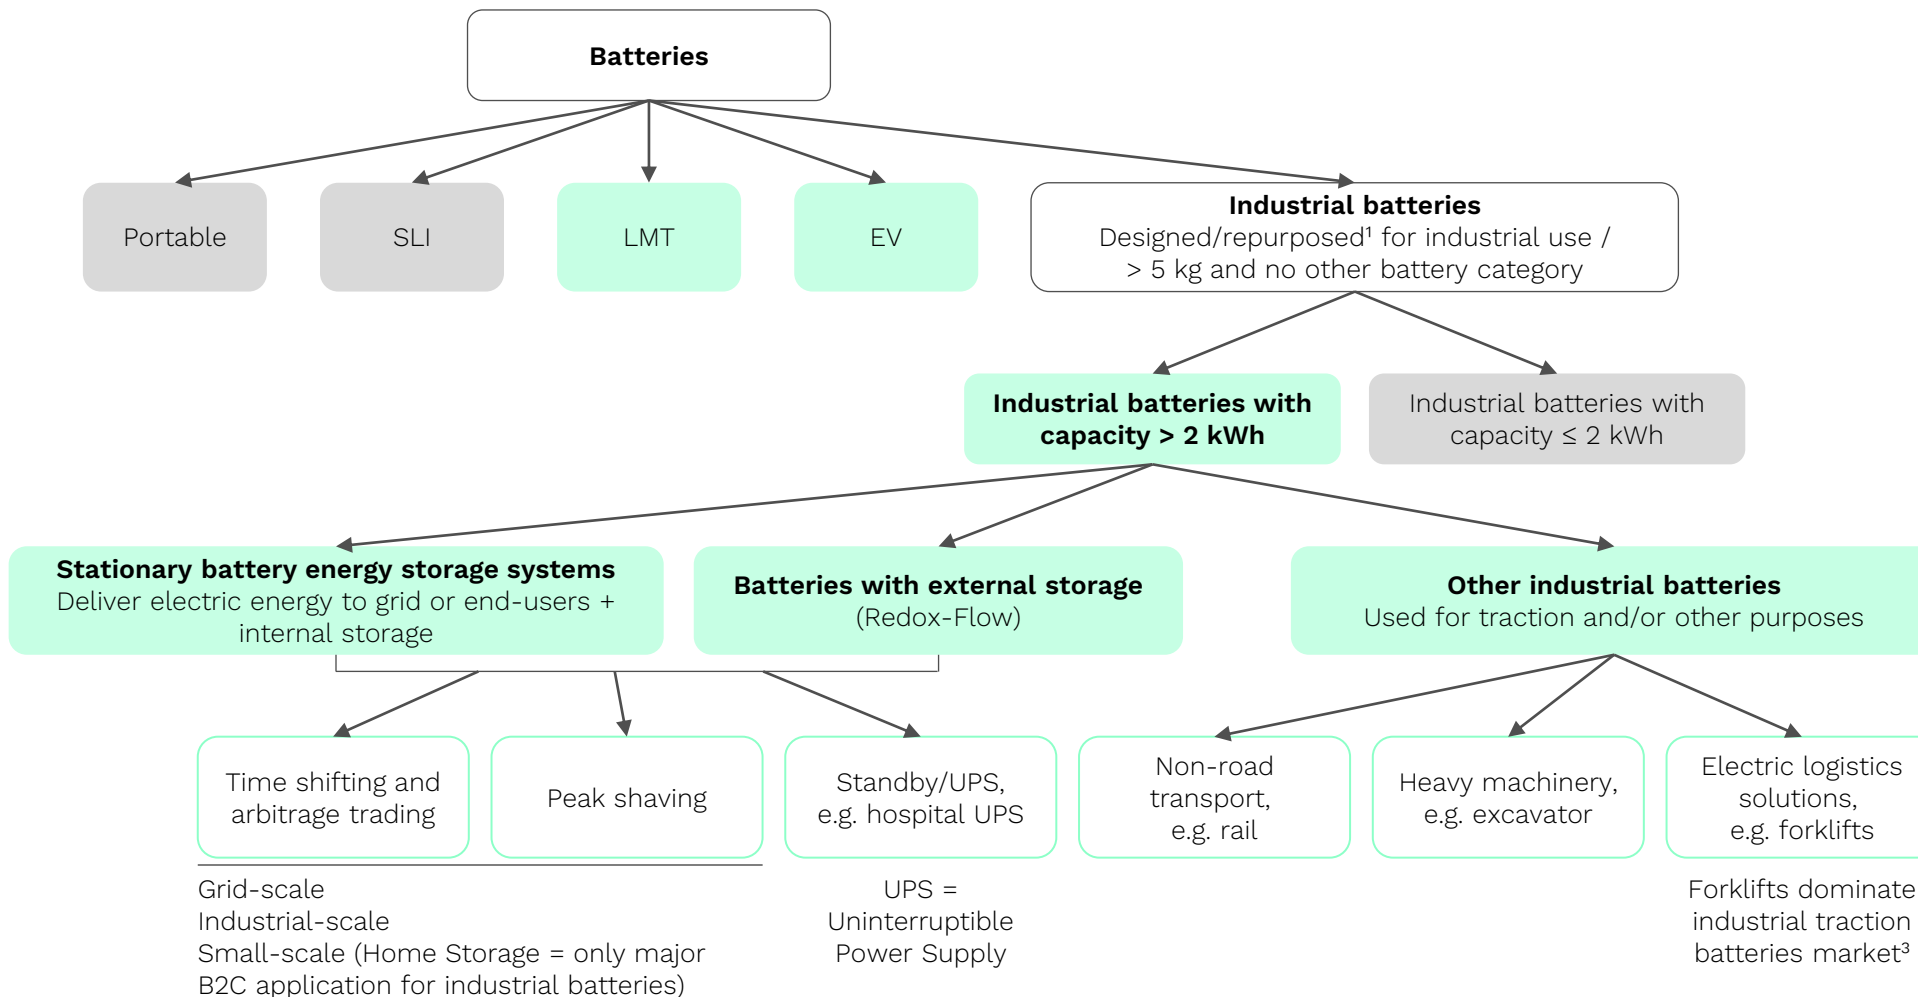 Batteries
Portable
SLI
LMT
EV
Industrial batteries
Designed/repurposed¹ for industrial use /
> 5 kg and no other battery category
Industrial batteries with
capacity > 2 kWh
Industrial batteries with
capacity ≤ 2 kWh
Stationary battery energy storage systems
Deliver electric energy to grid or end-users +
internal storage
Batteries with external storage
(Redox-Flow)
Other industrial batteries
Used for traction and/or other purposes
Time shifting and
arbitrage trading
Peak shaving
Standby/UPS,
e.g. hospital UPS
Non-road
transport,
e.g. rail
Heavy machinery,
e.g. excavator
Electric logistics
solutions,
e.g. forklifts
Grid-scale
Industrial-scale
Small-scale (Home Storage = only major
B2C application for industrial batteries)
UPS =
Uninterruptible
Power Supply
Forklifts dominate
industrial traction
batteries market³